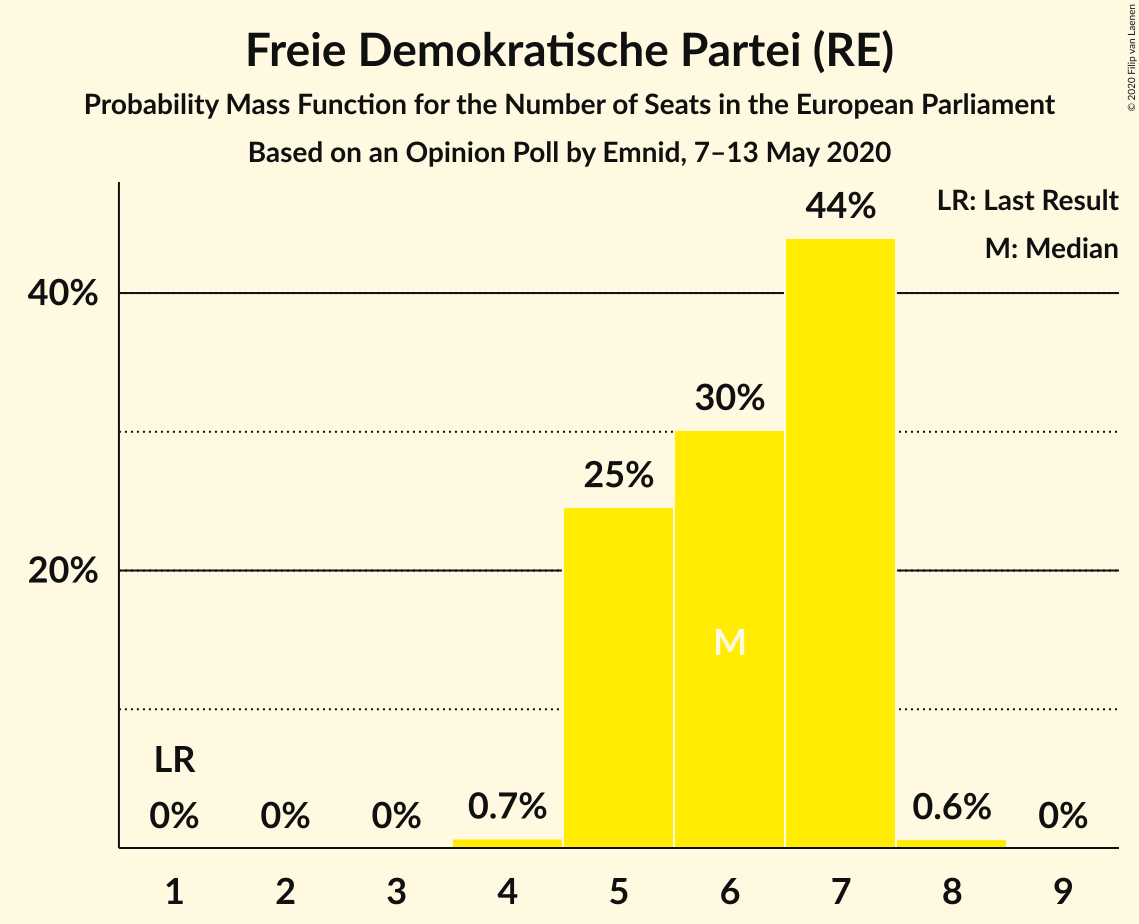 Freie Demokratische Partei (RE)
Probability Mass Function for the Number of Seats in the European Parliament
Based on an Opinion Poll by Emnid, 7–13 May 2020
© 2020 Filip van Laenen
LR: Last Result
M: Median
44%
40%
30%
25%
20%
M
LR
0%
0%
0%
0.7%
0.6%
0%
1 2 3 4 5 6 7 8 9